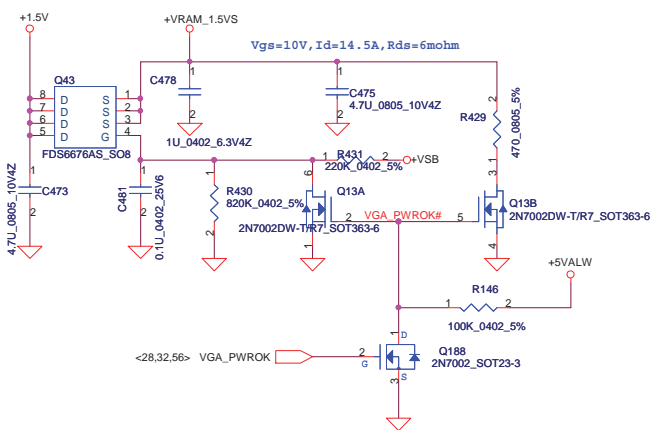 +1.5V
+VRAM_1.5VS
Vgs=10V,Id=14.5A,Rds=6mohm
Q43
8 D S 1
7 D S 2
6 D S 3
5 D G 4
FDS6676AS_SO8
1
C478
2
1U_0402_6.3V4Z
1
C475
4.7U_0805_10V4Z
2
2
R429
470_0805_5%
1
1
C473
2
4.7U_0805_10V4Z
1
C481
2
0.1U_0402_25V6
1
R430
820K_0402_5%
2
R431
1 2
220K_0402_5%
+VSB
6
Q13A
2
1
2N7002DW-T/R7_SOT363-6
VGA_PWROK#
3
5
Q13B
2N7002DW-T/R7_SOT363-6
4
+5VALW
R146
1 2
100K_0402_5%
<28,32,56> VGA_PWROK
2
G
1
D
Q188
2N7002_SOT23-3
3
S